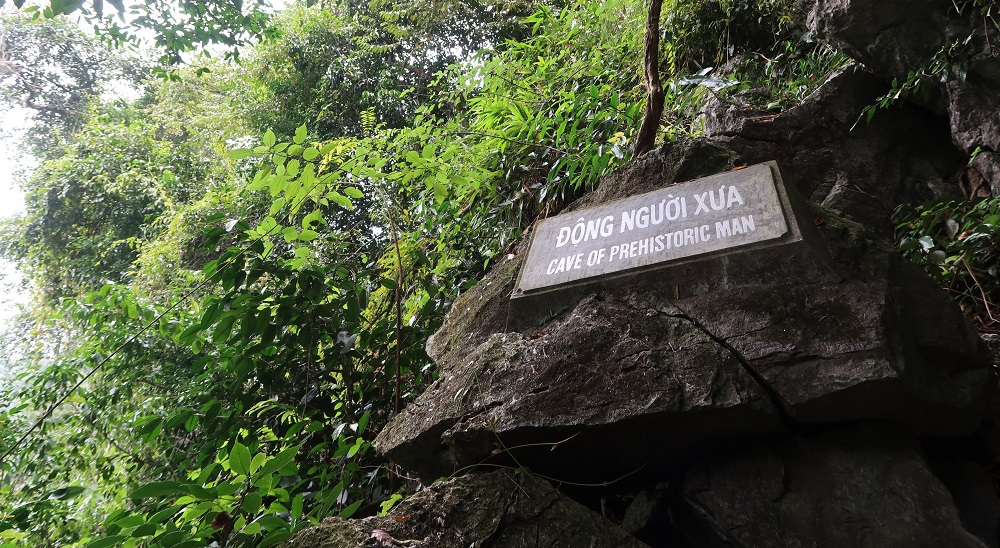 ĐỘNG NGƯỜI XƯA
CAVE OF PREHISTORIC MAN